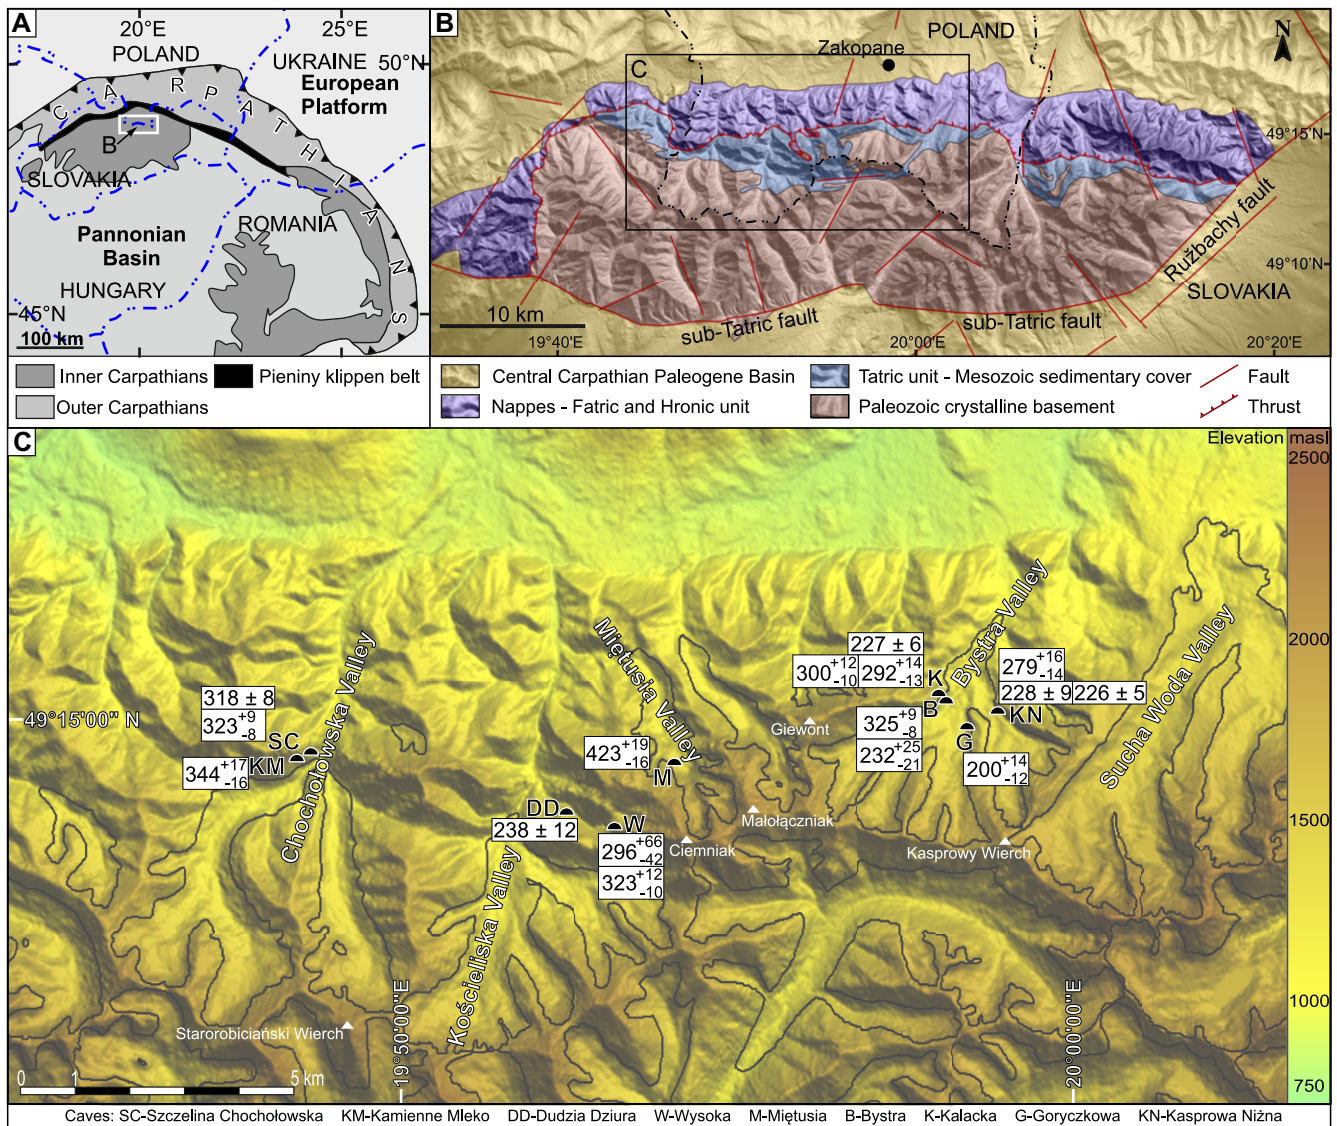 A
20°E
25°E
POLAND
UKRAINE
50°N
European
Platform
CARPATHIANS
B
SLOVAKIA
ROMANIA
Pannonian
Basin
HUNGARY
45°N
100 km
Inner Carpathians
Pieniny klippen belt
Outer Carpathians
B
POLAND
N
Zakopane
C
49°15'N
Ružbachy fault
49°10'N
SLOVAKIA
10 km
sub-Tatric fault
sub-Tatric fault
19°40'E
20°00'E
20°20'E
Central Carpathian Paleogene Basin
Tatric unit - Mesozoic sedimentary cover
Fault
Nappes - Fatric and Hronic unit
Paleozoic crystalline basement
Thrust
C
Elevation masl
2500
2000
1500
1000
750
49°15'00" N
318 ± 8
323 +9 -8
SC
KM
344 +17 -16
Chochołowska Valley
Miętusia Valley
423 +19 -16
M
DD
238 ± 12
W
296 +66 -42
323 +12 -10
Kościeliska Valley
Ciemniak
Małołączniak
Giewont
227 ± 6
300 +12 -10
292 +14 -13
K
B
Bystra Valley
279 +16 -14
228 ± 9
226 ± 5
KN
325 +9 -8
232 +25 -21
G
200 +14 -12
Sucha Woda Valley
Kasprowy Wierch
Starorobiciański Wierch
19°50'00"E
20°00'00"E
0 1 5 km
Caves: SC-Szczelina Chochołowska KM-Kamienne Mleko DD-Dudzia Dziura W-Wysoka M-Miętusia B-Bystra K-Kalacka G-Goryczkowa KN-Kasprowa Niżna